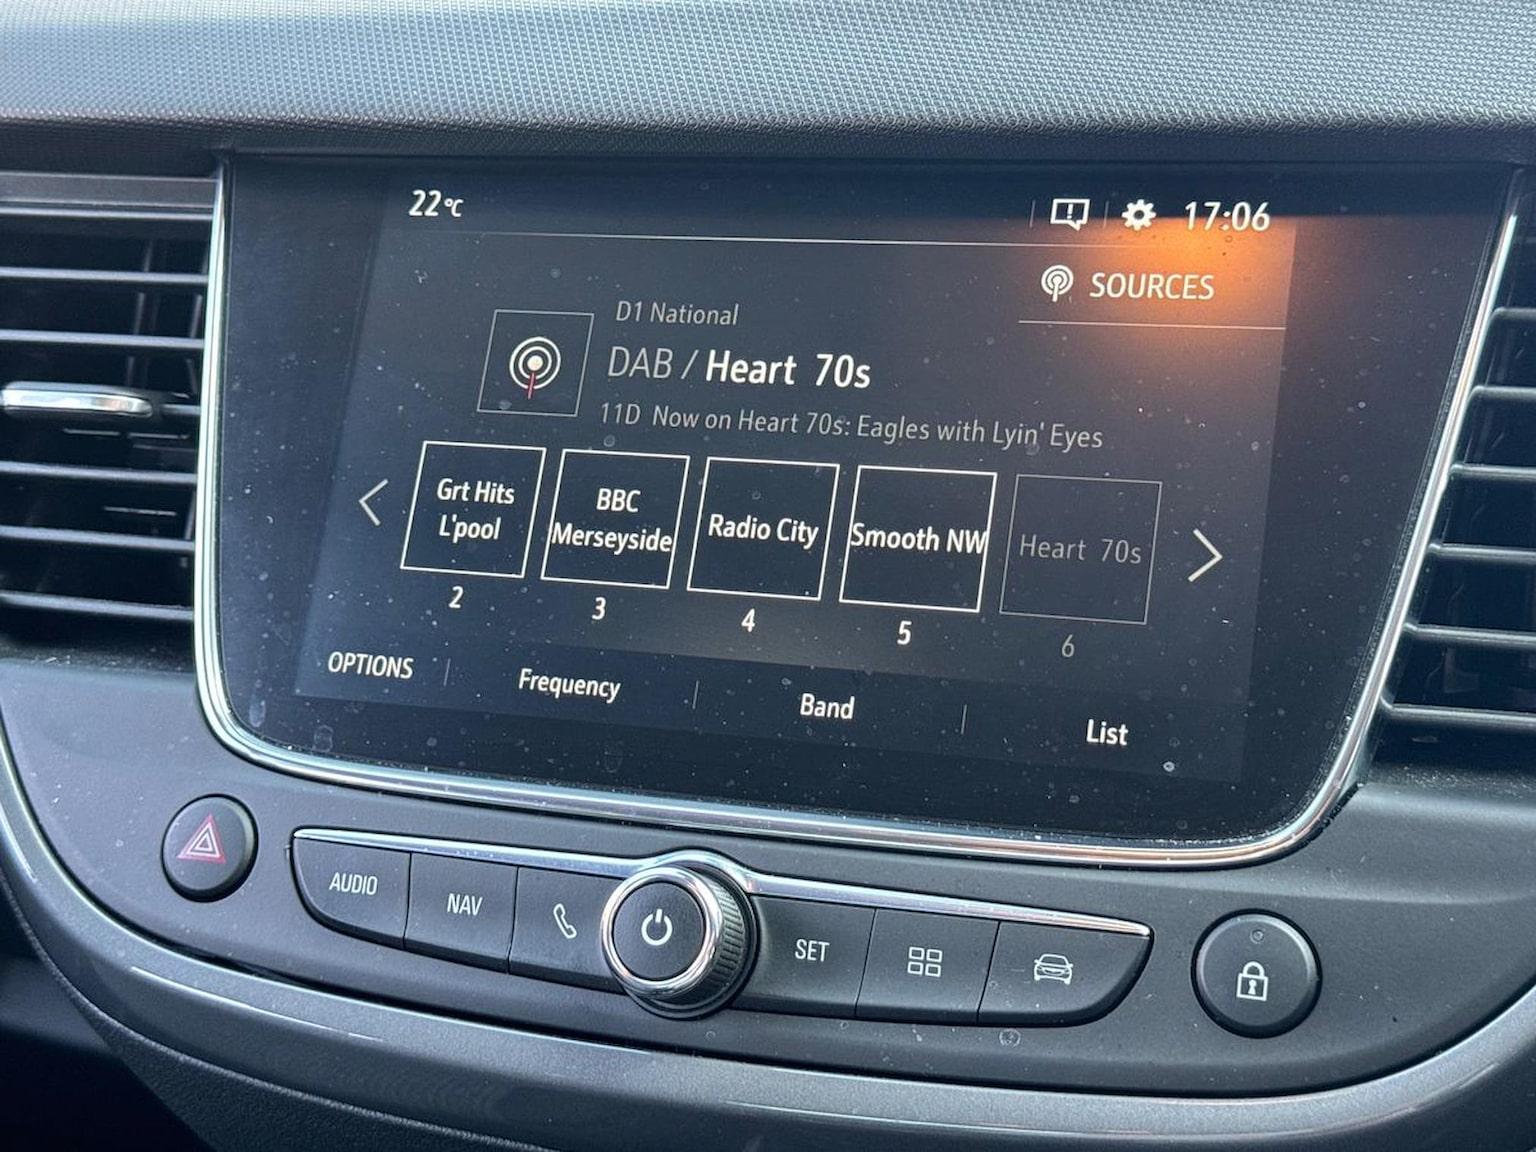 22°C
17:06
SOURCES
D1 National
DAB / Heart 70s
11D Now on Heart 70s: Eagles with Lyin' Eyes
Grt Hits
L'pool
BBC
Merseyside
Radio City
Smooth NW
Heart 70s
2
3
4
5
6
OPTIONS
Frequency
Band
List
AUDIO
NAV
SET